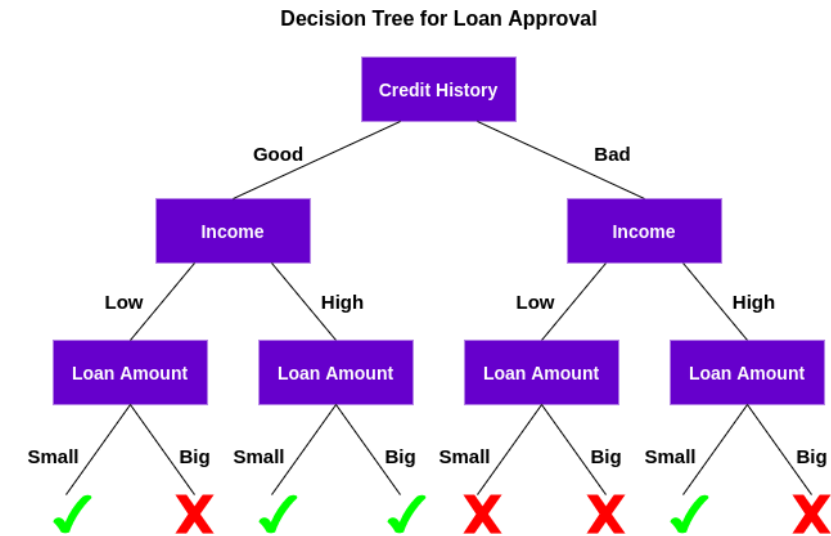 Decision Tree for Loan Approval
Credit History
Good
Bad
Income
Income
Low
High
Low
High
Loan Amount
Loan Amount
Loan Amount
Loan Amount
Small
Big
Small
Big
Small
Big
Small
Big